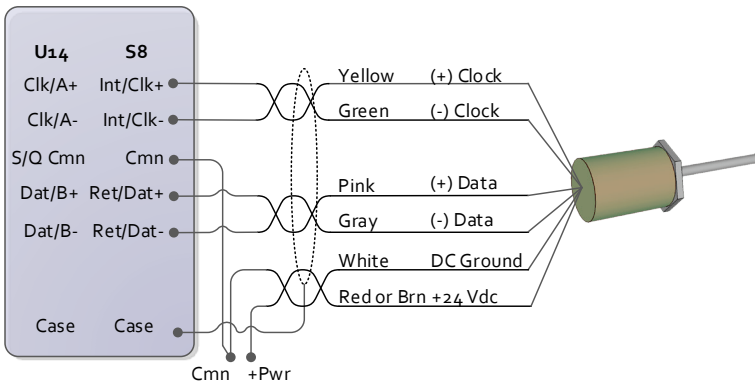 U14 S8
Clk/A+ Int/Clk+
Yellow (+) Clock
Clk/A- Int/Clk-
Green (-) Clock
S/Q Cmn Cmn
Dat/B+ Ret/Dat+
Pink (+) Data
Dat/B- Ret/Dat-
Gray (-) Data
White DC Ground
Red or Brn +24 Vdc
Case Case
Cmn +Pwr